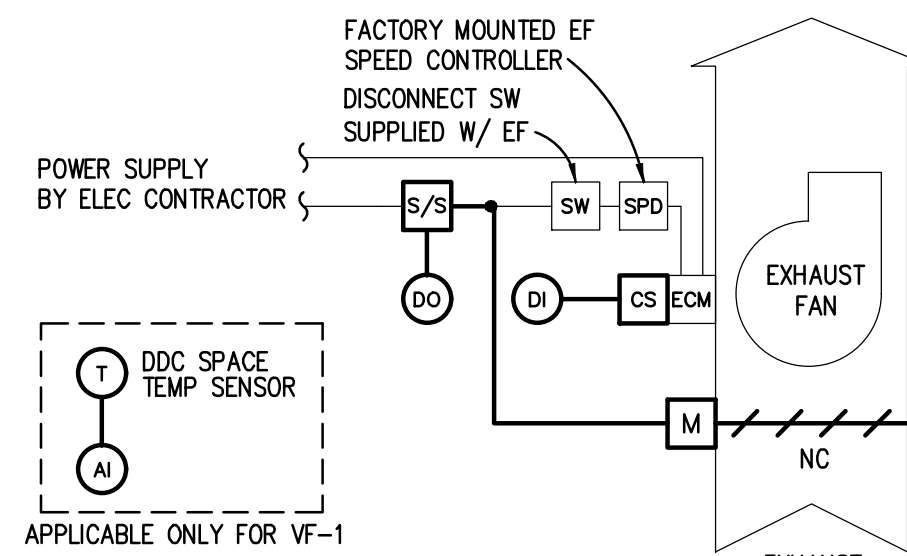 FACTORY MOUNTED EF
SPEED CONTROLLER
DISCONNECT SW
SUPPLIED W/ EF
POWER SUPPLY
BY ELEC CONTRACTOR
S/S
SW
SPD
DO
DI
CS
ECM
EXHAUST
FAN
T
DDC SPACE
TEMP SENSOR
AI
M
NC
APPLICABLE ONLY FOR VF-1
EXHAUST